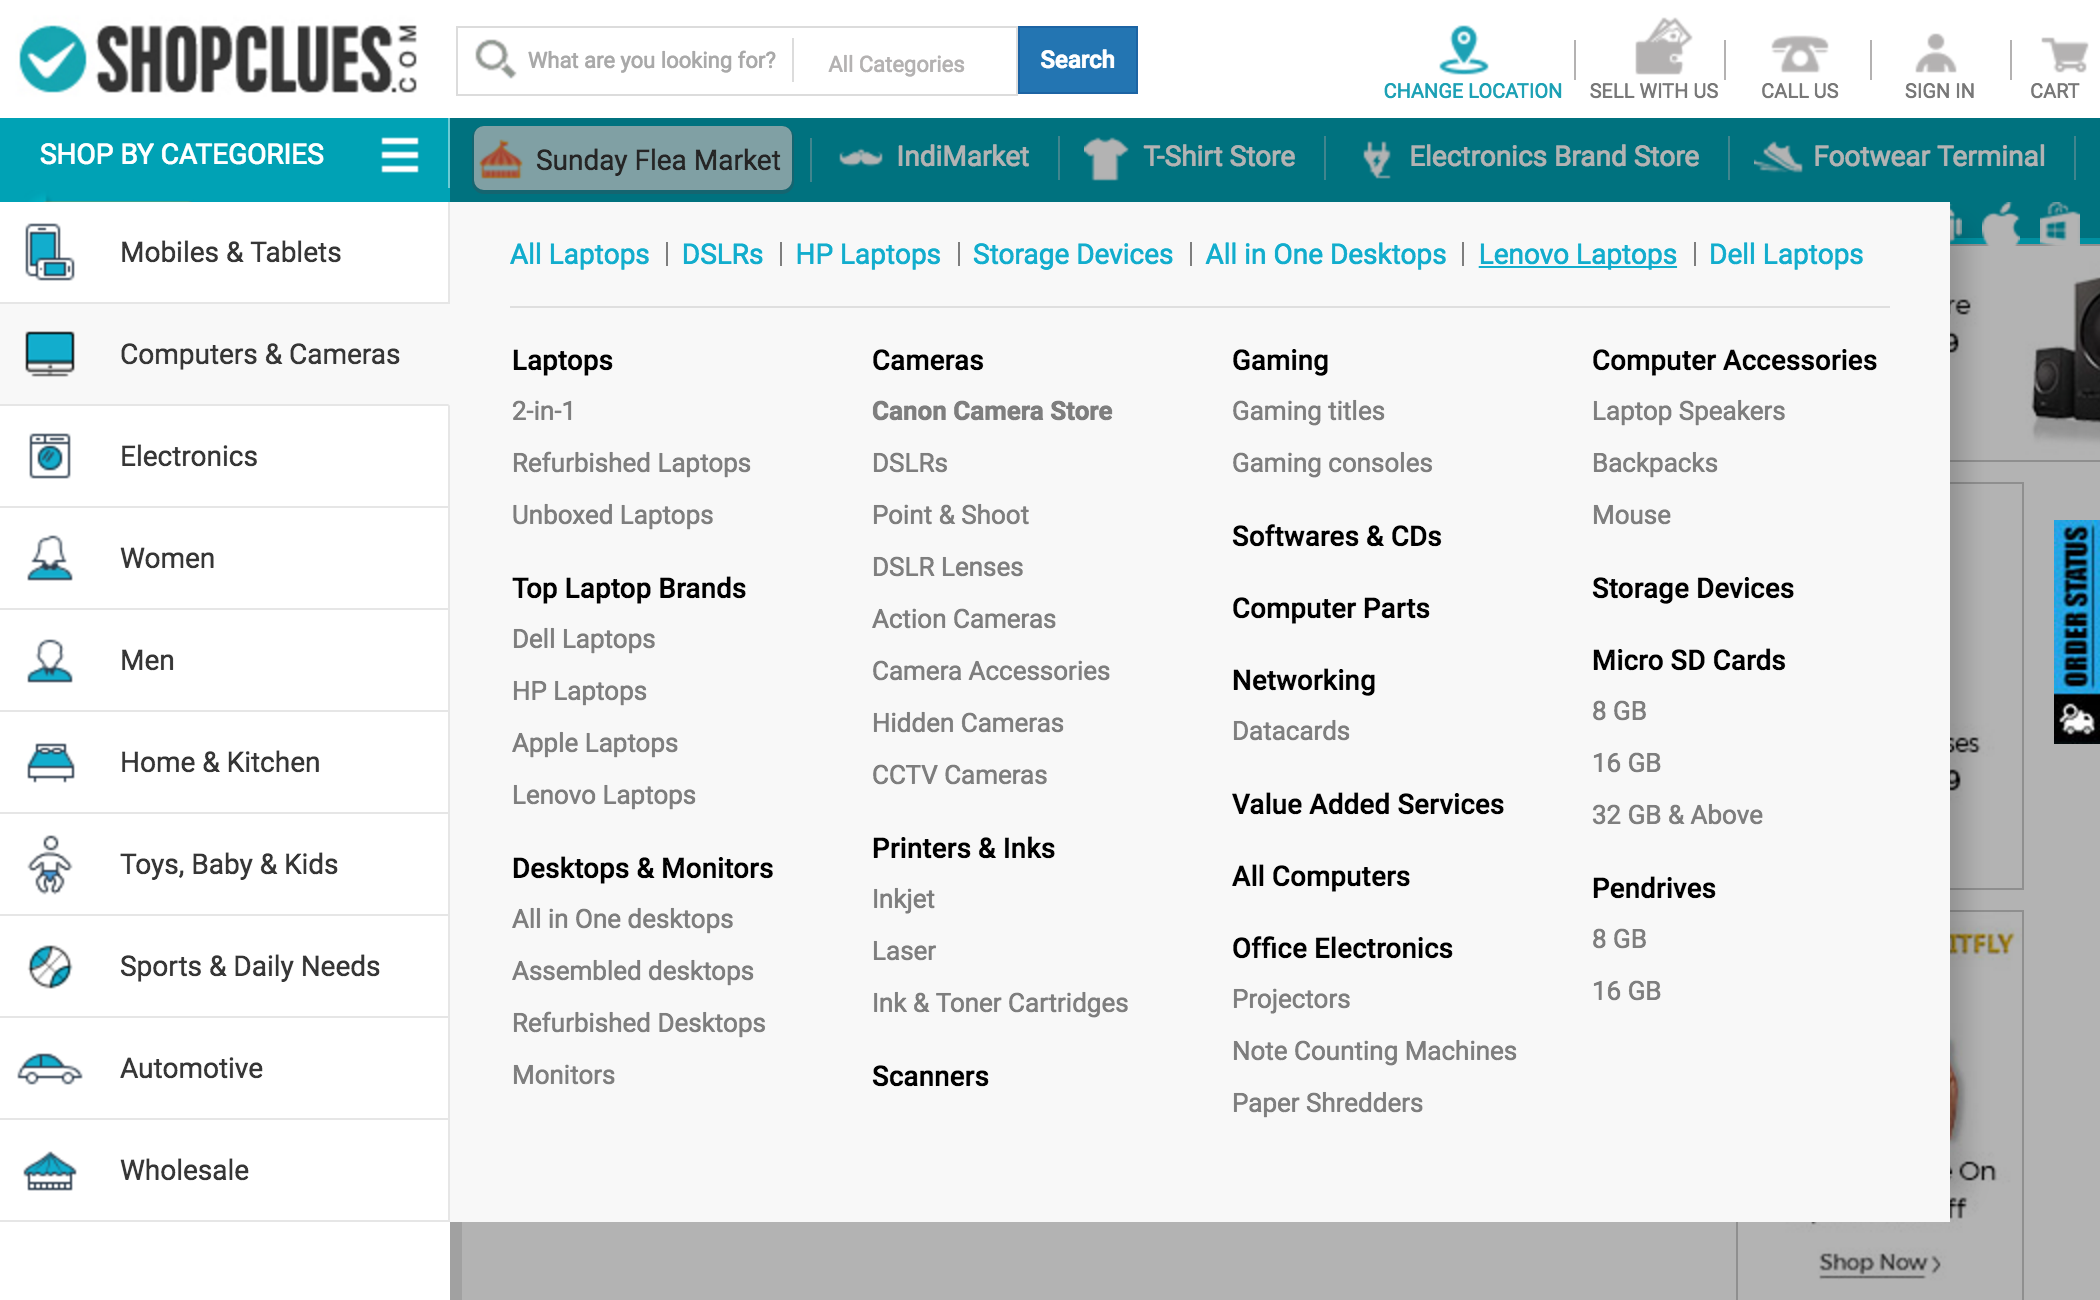 SHOPCLUES.COM
What are you looking for?
All Categories
Search
CHANGE LOCATION
SELL WITH US
CALL US
SIGN IN
CART
SHOP BY CATEGORIES
Sunday Flea Market
IndiMarket
T-Shirt Store
Electronics Brand Store
Footwear Terminal
Mobiles & Tablets
Computers & Cameras
Electronics
Women
Men
Home & Kitchen
Toys, Baby & Kids
Sports & Daily Needs
Automotive
Wholesale
All Laptops | DSLRs | HP Laptops | Storage Devices | All in One Desktops | Lenovo Laptops | Dell Laptops
Laptops
2-in-1
Refurbished Laptops
Unboxed Laptops
Top Laptop Brands
Dell Laptops
HP Laptops
Apple Laptops
Lenovo Laptops
Desktops & Monitors
All in One desktops
Assembled desktops
Refurbished Desktops
Monitors
Cameras
Canon Camera Store
DSLRs
Point & Shoot
DSLR Lenses
Action Cameras
Camera Accessories
Hidden Cameras
CCTV Cameras
Printers & Inks
Inkjet
Laser
Ink & Toner Cartridges
Scanners
Gaming
Gaming titles
Gaming consoles
Softwares & CDs
Computer Parts
Networking
Datacards
Value Added Services
All Computers
Office Electronics
Projectors
Note Counting Machines
Paper Shredders
Computer Accessories
Laptop Speakers
Backpacks
Mouse
Storage Devices
Micro SD Cards
8 GB
16 GB
32 GB & Above
Pendrives
8 GB
16 GB
ORDER STATUS
On
Shop Now >